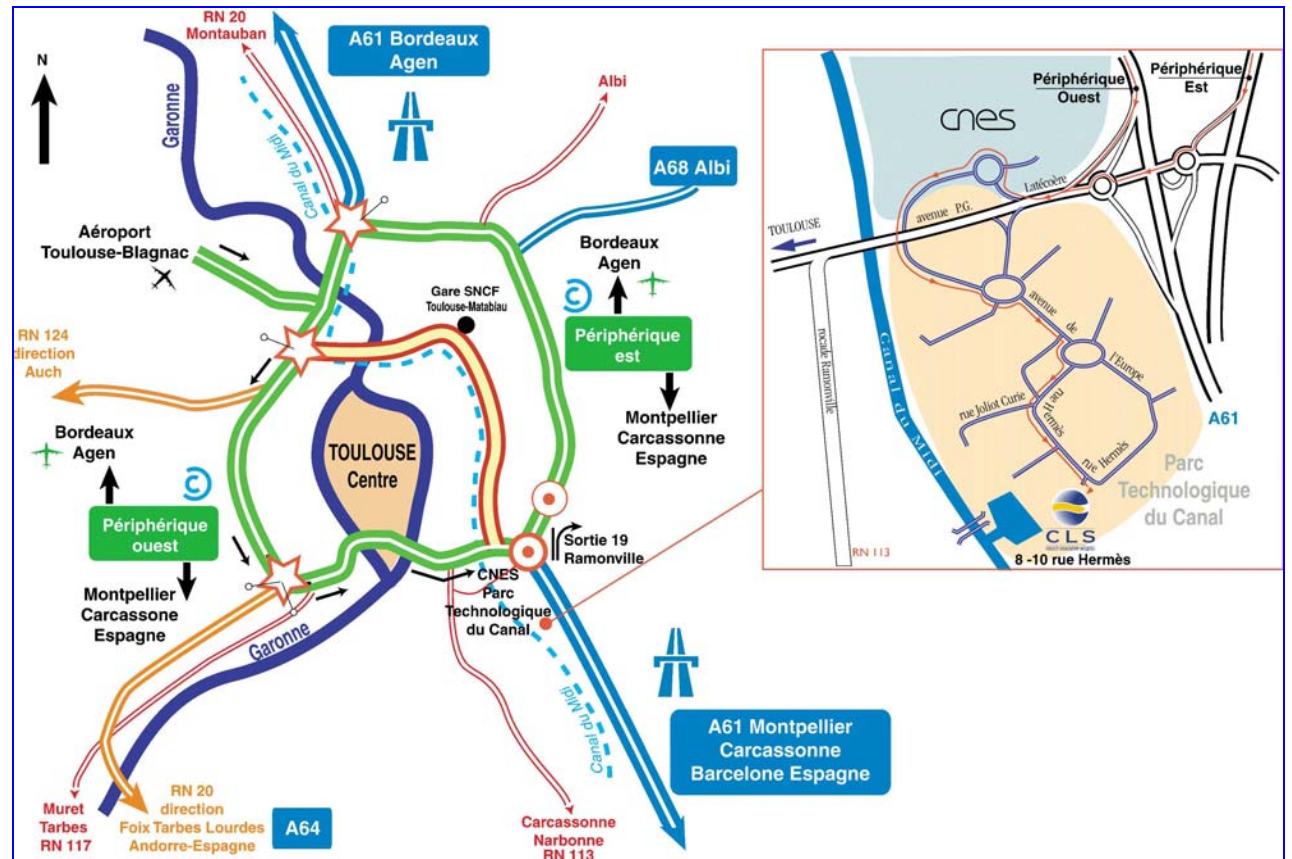 RN 20
Montauban
A61 Bordeaux
Agen
N
Garonne
Canal du Midi
Albi
A68 Albi
Aéroport
Toulouse-Blagnac
Bordeaux
Agen
Gare SNCF
Toulouse-Matabiau
Périphérique
est
Montpellier
Carcassonne
Espagne
RN 124
direction
Auch
Bordeaux
Agen
Périphérique
ouest
Montpellier
Carcassone
Espagne
TOULOUSE
Centre
Sortie 19
Ramonville
CNES
Parc
Technologique
du Canal
Garonne
Canal du Midi
A61 Montpellier
Carcassonne
Barcelone Espagne
Muret
Tarbes
RN 117
RN 20
direction
Foix Tarbes Lourdes
Andorre-Espagne
A64
Carcassonne
Narbonne
RN 113
Périphérique
Ouest
Périphérique
Est
cnes
Latécoère
avenue P.G.
TOULOUSE
avenue de
l'Europe
rocade Ramonville
Canal du Midi
rue Joliot Curie
rue Hermès
rue Hermès
A61
Parc
Technologique
du Canal
CLS
8 -10 rue Hermès
RN 113